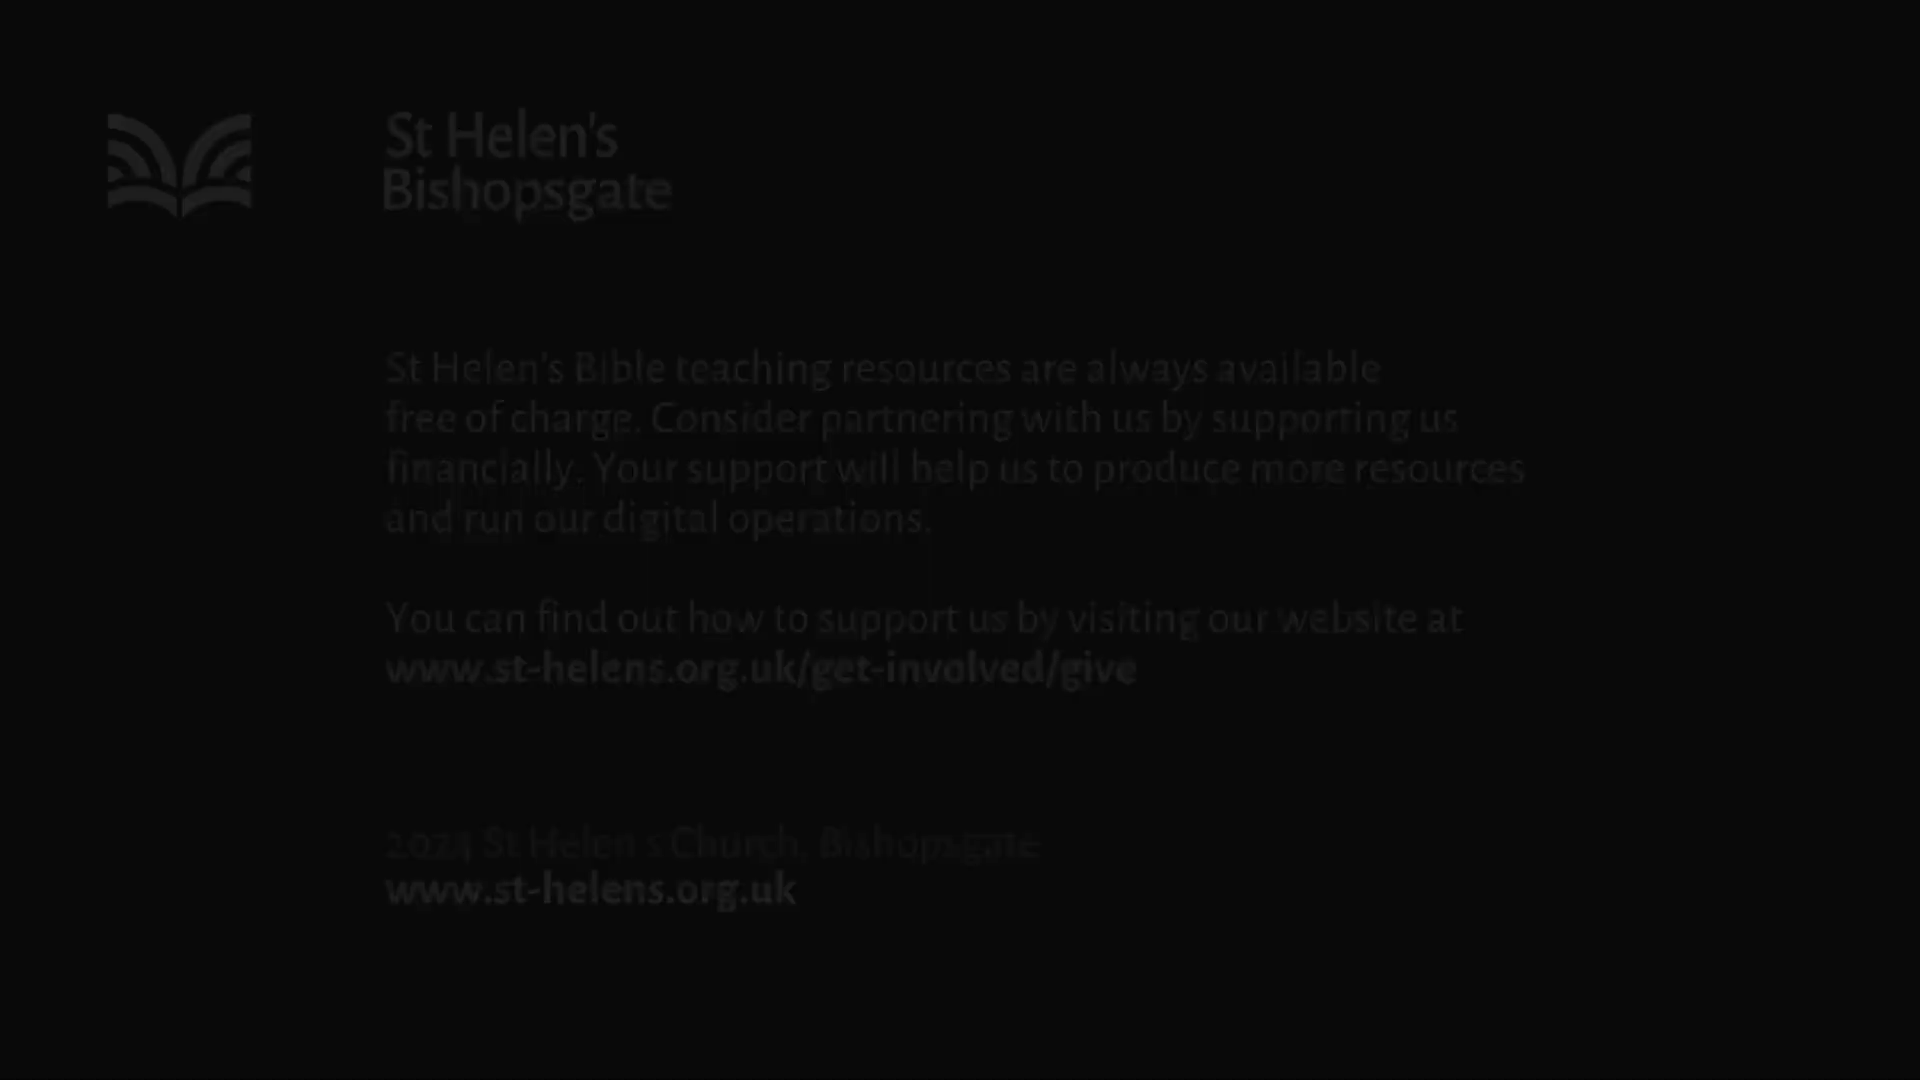 St Helen's
Bishopsgate
St Helen's Bible teaching resources are always available
free of charge. Consider partnering with us by supporting us
financially. Your support will help us to produce more resources
and run our digital operations.
You can find out how to support us by visiting our website at
www.st-helens.org.uk/get-involved/give
2024 St Helen's Church, Bishopsgate
www.st-helens.org.uk